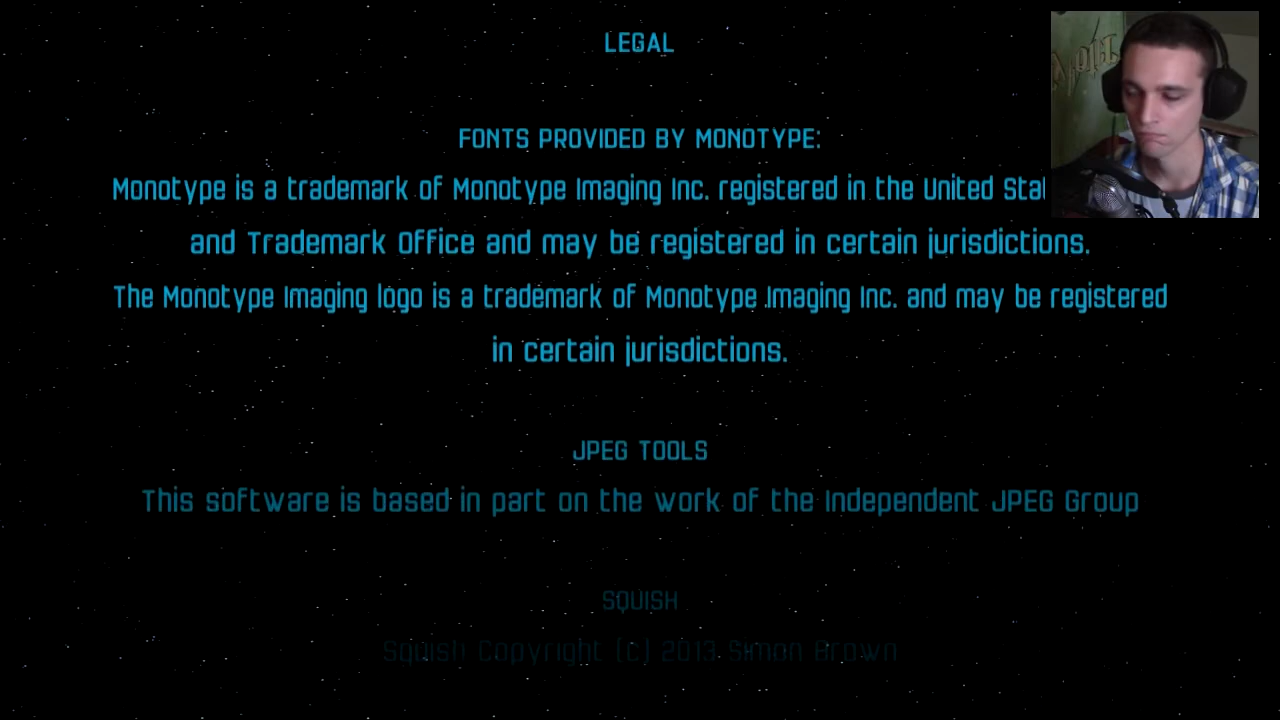 LEGAL
FONTS PROVIDED BY MONOTYPE:
Monotype is a trademark of Monotype Imaging Inc. registered in the United
and Trademark Office and may be registered in certain jurisdictions.
The Monotype Imaging logo is a trademark of Monotype Imaging Inc. and may be registered
in certain jurisdictions.
JPEG TOOLS
This software is based in part on the work of the Independent JPEG Group
SQUISH
Squish Copyright (c) 2013 Simon Brown